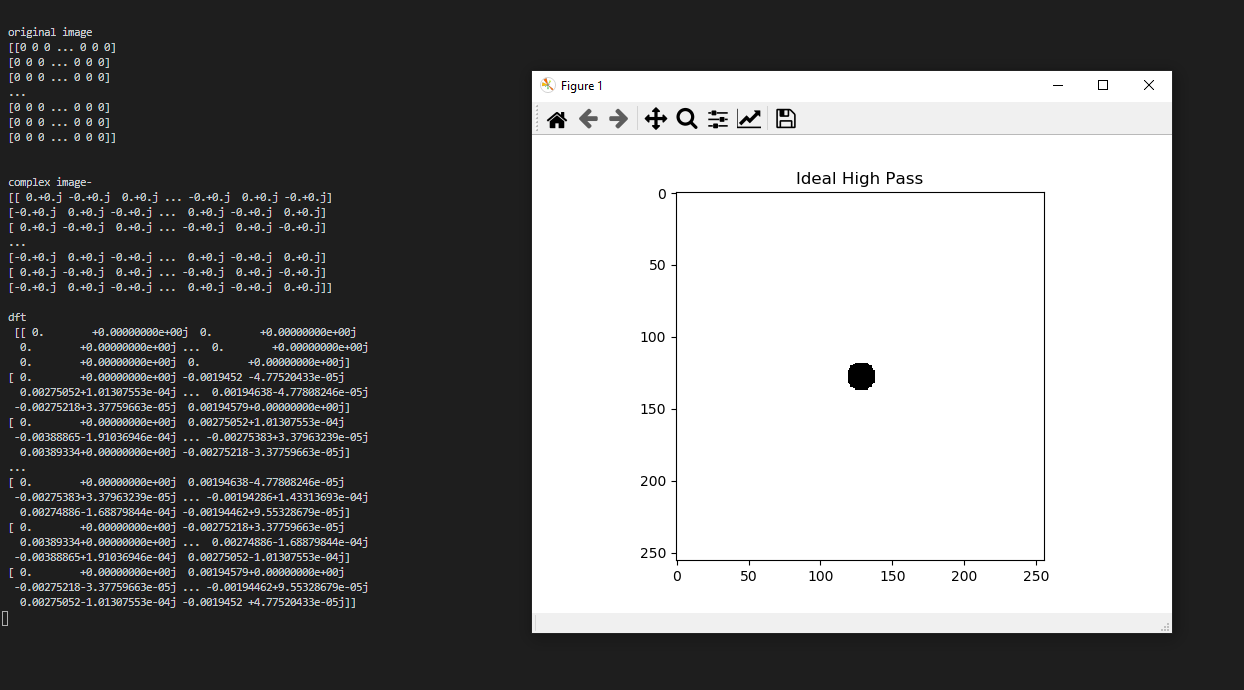 original image
[[0 0 0 ... 0 0 0]
[0 0 0 ... 0 0 0]
[0 0 0 ... 0 0 0]
...
[0 0 0 ... 0 0 0]
[0 0 0 ... 0 0 0]
[0 0 0 ... 0 0 0]]
complex image-
[[ 0.+0.j -0.+0.j  0.+0.j ... -0.+0.j  0.+0.j -0.+0.j]
[-0.+0.j  0.+0.j -0.+0.j ...  0.+0.j -0.+0.j  0.+0.j]
[ 0.+0.j -0.+0.j  0.+0.j ... -0.+0.j  0.+0.j -0.+0.j]
...
[-0.+0.j  0.+0.j -0.+0.j ...  0.+0.j -0.+0.j  0.+0.j]
[ 0.+0.j -0.+0.j  0.+0.j ... -0.+0.j  0.+0.j -0.+0.j]
[-0.+0.j  0.+0.j -0.+0.j ...  0.+0.j -0.+0.j  0.+0.j]]
dft
[[ 0.        +0.00000000e+00j  0.        +0.00000000e+00j
0.        +0.00000000e+00j ...  0.        +0.00000000e+00j
0.        +0.00000000e+00j  0.        +0.00000000e+00j]
[ 0.        +0.00000000e+00j -0.0019452 -4.77520433e-05j
0.00275052+1.01307553e-04j ...  0.00194638-4.77808246e-05j
-0.00275218+3.37759663e-05j  0.00194579+0.00000000e+00j]
[ 0.        +0.00000000e+00j  0.00275052+1.01307553e-04j
-0.00388865-1.91036946e-04j ... -0.00275383+3.37963239e-05j
0.00389334+0.00000000e+00j -0.00275218-3.37759663e-05j]
...
[ 0.        +0.00000000e+00j  0.00194638-4.77808246e-05j
-0.00275383+3.37963239e-05j ... -0.00194286+1.43313693e-04j
0.00274886-1.68879844e-04j -0.00194462+9.55328679e-05j]
[ 0.        +0.00000000e+00j -0.00275218+3.37759663e-05j
0.00389334+0.00000000e+00j ...  0.00274886-1.68879844e-04j
-0.00388865+1.91036946e-04j  0.00275052-1.01307553e-04j]
[ 0.        +0.00000000e+00j  0.00194579+0.00000000e+00j
-0.00275218-3.37759663e-05j ... -0.00194462+9.55328679e-05j
0.00275052-1.01307553e-04j -0.0019452 +4.77520433e-05j]]
Figure 1
Ideal High Pass
0
50
100
150
200
250
0 50 100 150 200 250